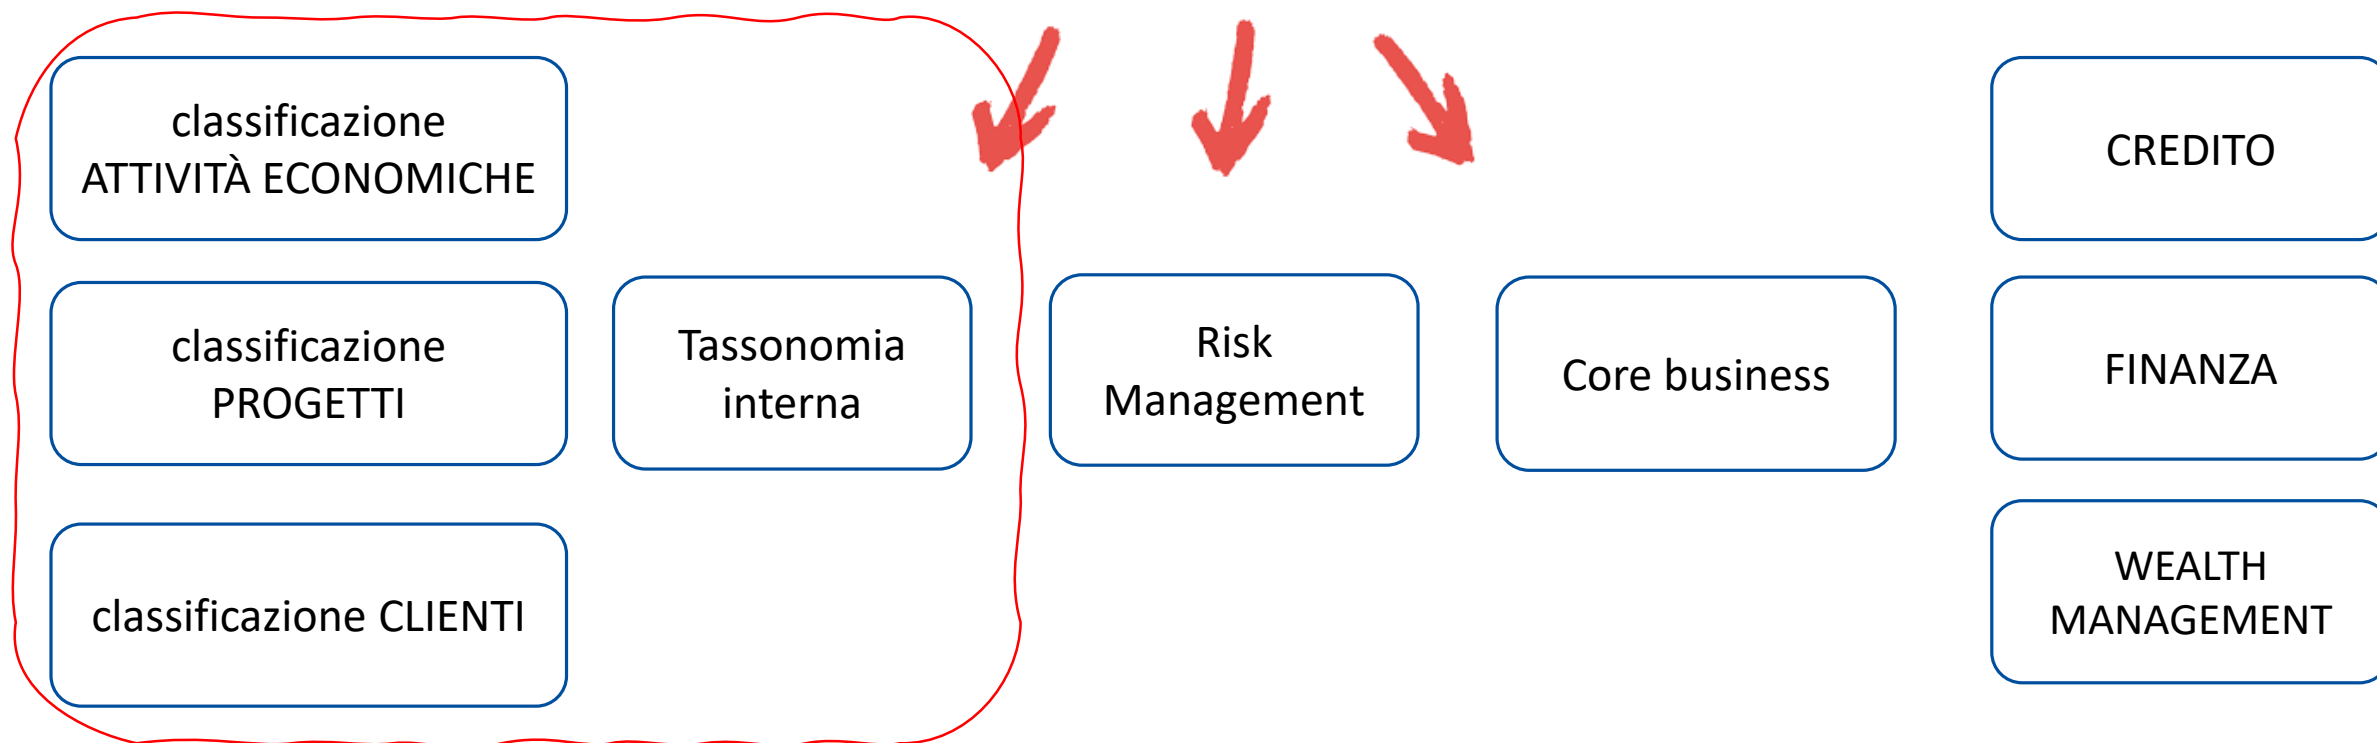 classificazione
ATTIVITÀ ECONOMICHE
classificazione
PROGETTI
classificazione CLIENTI
Tassonomia
interna
Risk
Management
Core business
CREDITO
FINANZA
WEALTH
MANAGEMENT